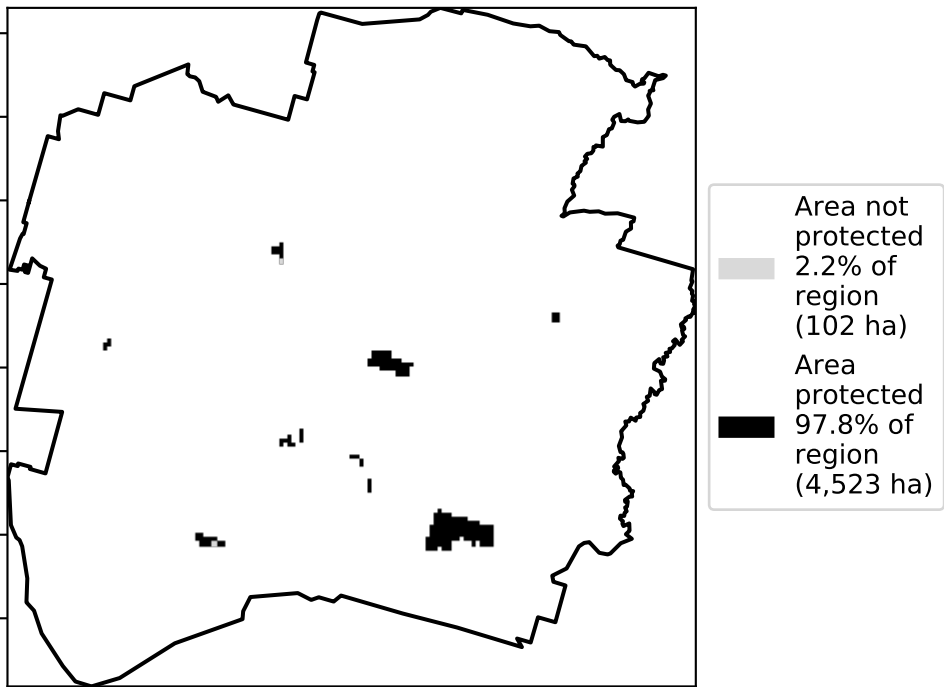 Area not
protected
2.2% of
region
(102 ha)
Area
protected
97.8% of
region
(4,523 ha)